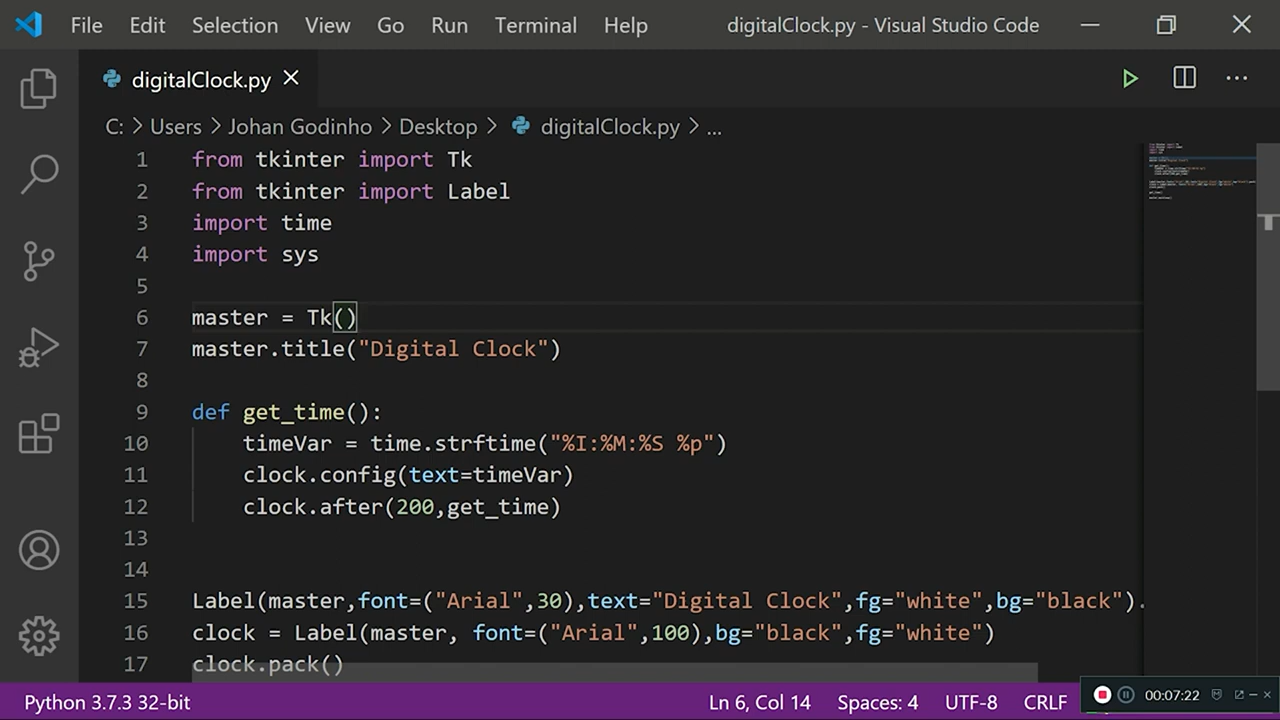 File Edit Selection View Go Run Terminal Help digitalClock.py - Visual Studio Code
digitalClock.py
C: > Users > Johan Godinho > Desktop > digitalClock.py > ...
1 from tkinter import Tk
2 from tkinter import Label
3 import time
4 import sys
5
6 master = Tk()
7 master.title("Digital Clock")
8
9 def get_time():
10     timeVar = time.strftime("%I:%M:%S %p")
11     clock.config(text=timeVar)
12     clock.after(200,get_time)
13
14
15 Label(master,font=("Arial",30),text="Digital Clock",fg="white",bg="black").
16 clock = Label(master, font=("Arial",100),bg="black",fg="white")
17 clock.pack()
Python 3.7.3 32-bit Ln 6, Col 14 Spaces: 4 UTF-8 CRLF 00:07:22